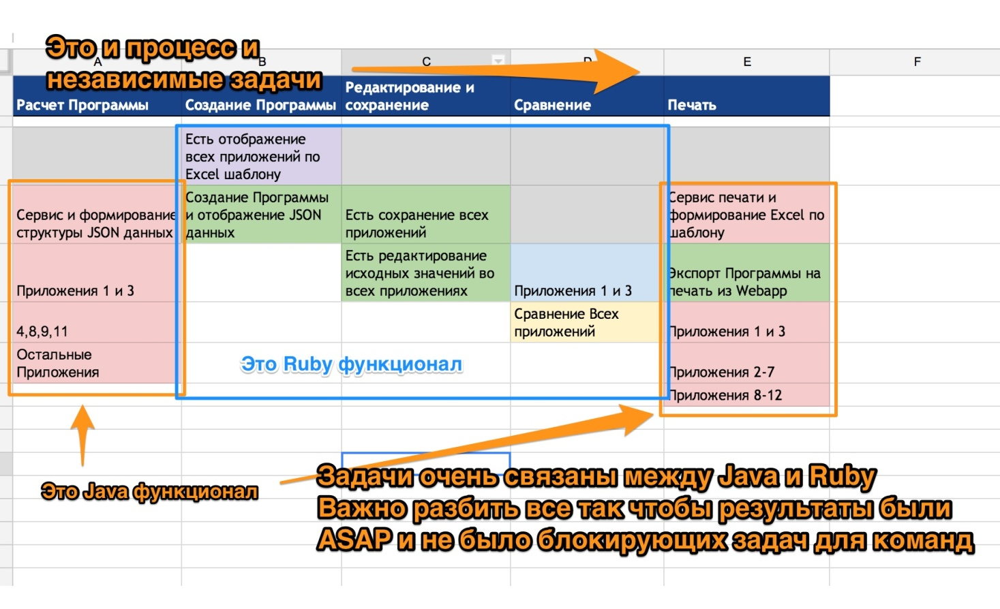 Это и процесс и
независимые задачи
A
B
C
D
E
F
Расчет Программы
Создание Программы
Редактирование и
сохранение
Сравнение
Печать
Есть отображение
всех приложений по
Excel шаблону
Сервис и формирование
структуры JSON данных
Создание Программы
и отображение JSON
данных
Есть сохранение всех
приложений
Сервис печати и
формирование Excel по
шаблону
Приложения 1 и 3
Есть редактирование
исходных значений во
всех приложениях
Приложения 1 и 3
Экспорт Программы на
печать из Webapp
4,8,9,11
Сравнение Всех
приложений
Приложения 1 и 3
Остальные
Приложения
Это Ruby функционал
Приложения 2-7
Приложения 8-12
Это Java функционал
Задачи очень связаны между Java и Ruby
Важно разбить все так чтобы результаты были
ASAP и не было блокирующих задач для команд